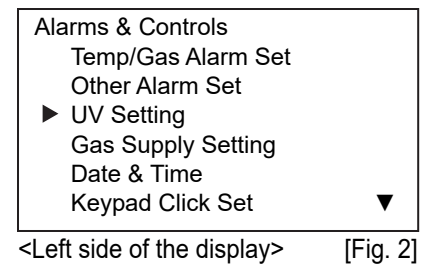 Alarms & Controls
Temp/Gas Alarm Set
Other Alarm Set
▶ UV Setting
Gas Supply Setting
Date & Time
Keypad Click Set ▼
<Left side of the display> [Fig. 2]